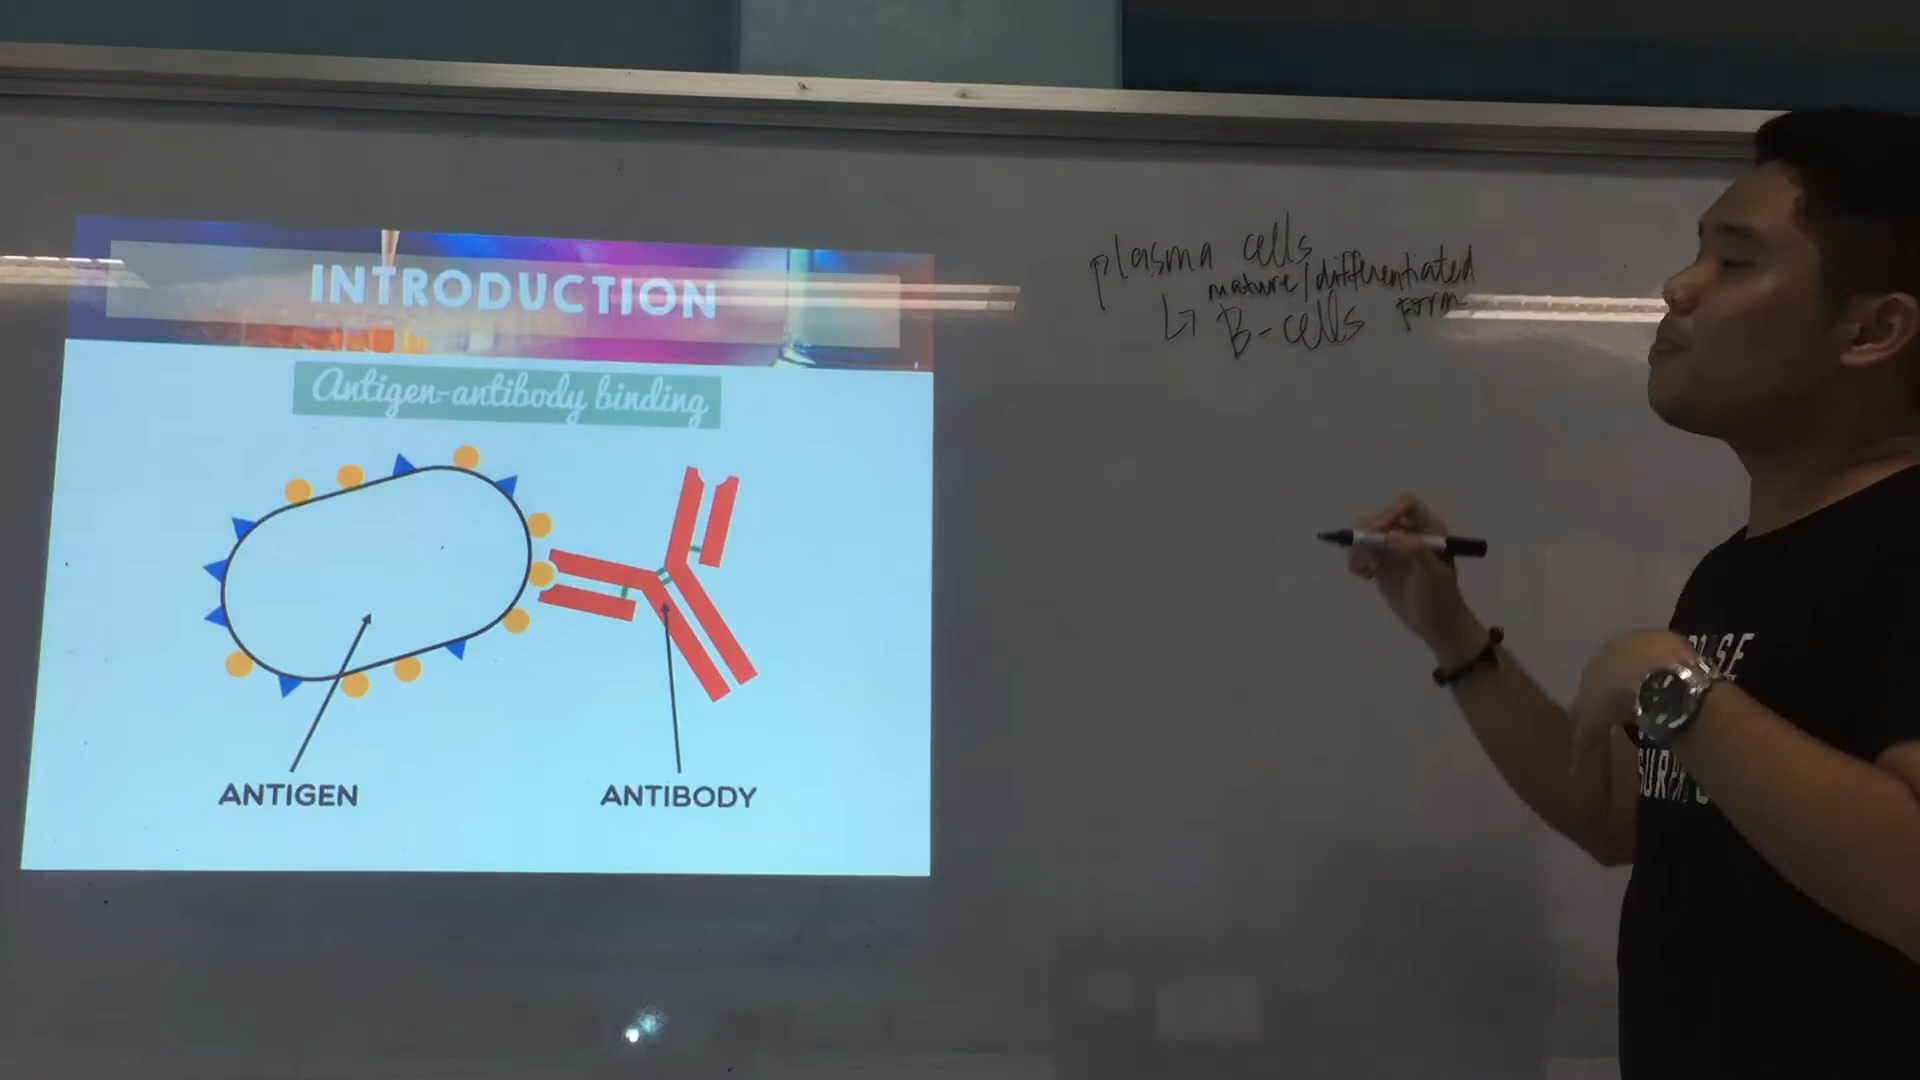 INTRODUCTION
Antigen-antibody binding
ANTIGEN
ANTIBODY
plasma cells
mature/differentiated
↳ B-cells form